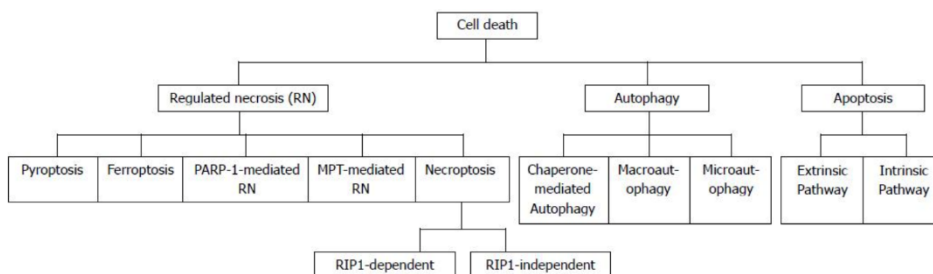 Cell death
Regulated necrosis (RN)
Autophagy
Apoptosis
Pyroptosis
Ferroptosis
PARP-1-mediated
RN
MPT-mediated
RN
Necroptosis
Chaperone-
mediated
Autophagy
Macroaut-
ophagy
Microaut-
ophagy
Extrinsic
Pathway
Intrinsic
Pathway
RIP1-dependent
RIP1-independent